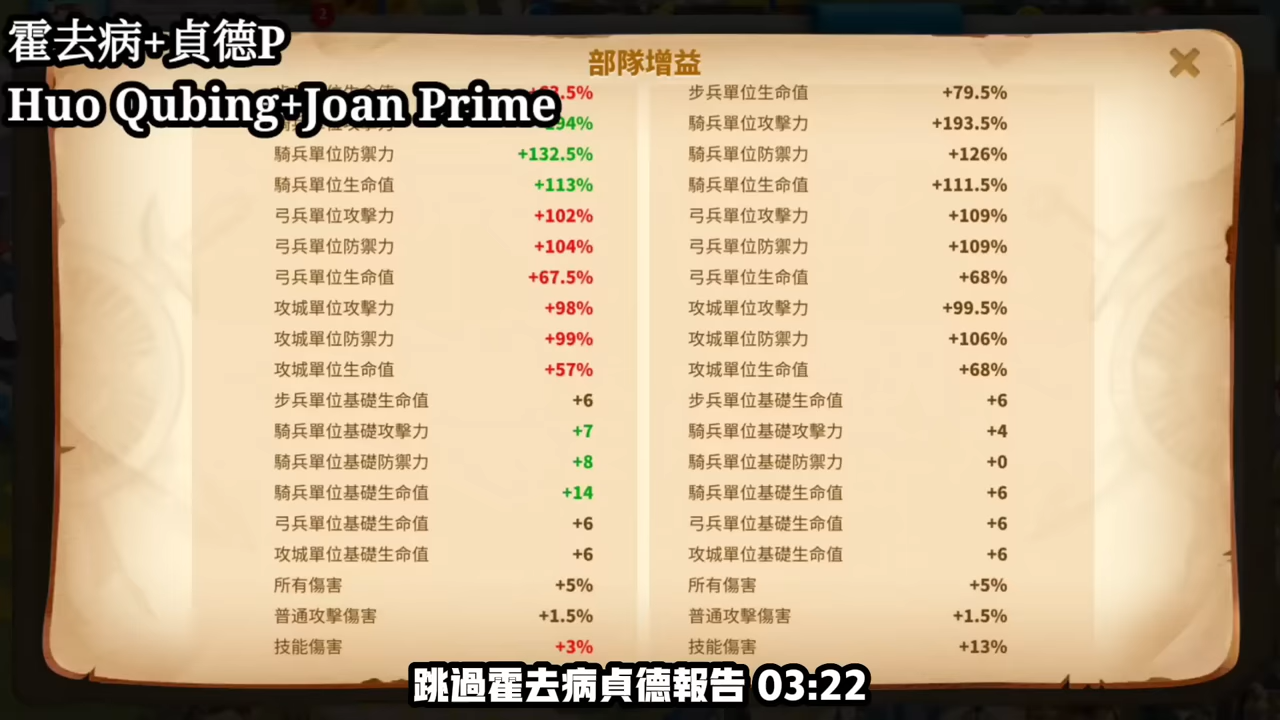 霍去病+貞德P
Huo Qubing+Joan Prime
2
部隊增益
步兵單位生命值 +79.5%
騎兵單位攻擊力 +193.5%
騎兵單位防禦力 +132.5% 騎兵單位防禦力 +126%
騎兵單位生命值 +113% 騎兵單位生命值 +111.5%
弓兵單位攻擊力 +102% 弓兵單位攻擊力 +109%
弓兵單位防禦力 +104% 弓兵單位防禦力 +109%
弓兵單位生命值 +67.5% 弓兵單位生命值 +68%
攻城單位攻擊力 +98% 攻城單位攻擊力 +99.5%
攻城單位防禦力 +99% 攻城單位防禦力 +106%
攻城單位生命值 +57% 攻城單位生命值 +68%
步兵單位基礎生命值 +6 步兵單位基礎生命值 +6
騎兵單位基礎攻擊力 +7 騎兵單位基礎攻擊力 +4
騎兵單位基礎防禦力 +8 騎兵單位基礎防禦力 +0
騎兵單位基礎生命值 +14 騎兵單位基礎生命值 +6
弓兵單位基礎生命值 +6 弓兵單位基礎生命值 +6
攻城單位基礎生命值 +6 攻城單位基礎生命值 +6
所有傷害 +5% 所有傷害 +5%
普通攻擊傷害 +1.5% 普通攻擊傷害 +1.5%
技能傷害 +3% 技能傷害 +13%
跳過霍去病貞德報告 03:22